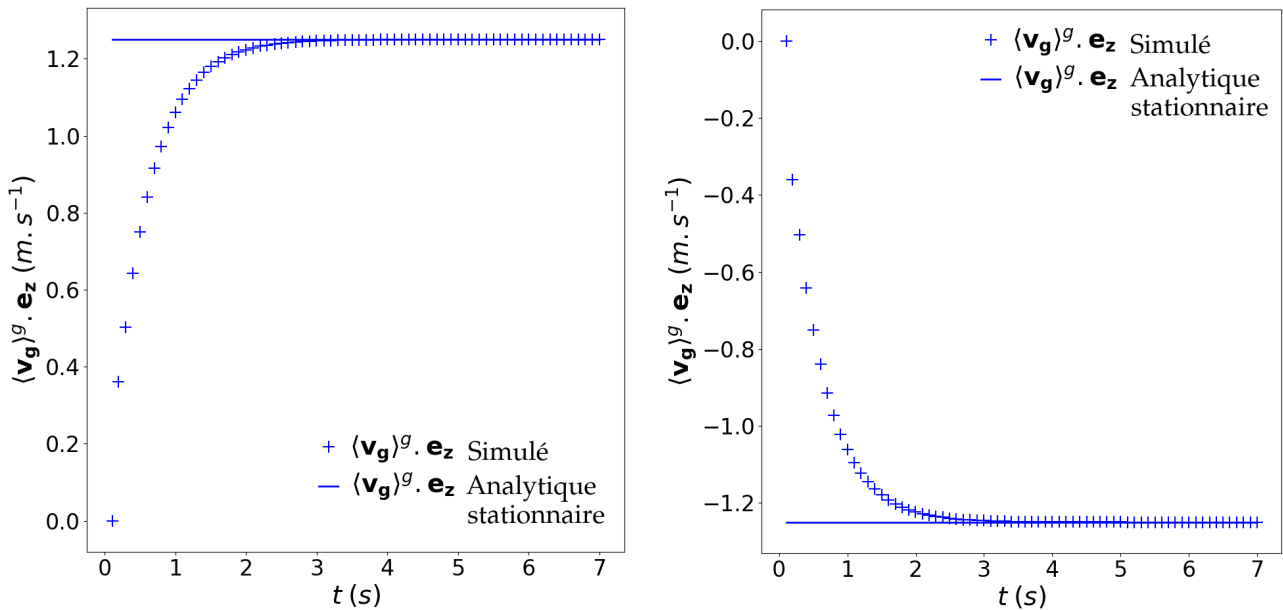 1.2
1.0
0.8
0.6
0.4
0.2
0.0
⟨v_g⟩^g . e_z (m. s^{−1})
⟨v_g⟩^g . e_z Simulé
⟨v_g⟩^g . e_z Analytique
stationnaire
0 1 2 3 4 5 6 7
t (s)
0.0
−0.2
−0.4
−0.6
−0.8
−1.0
−1.2
⟨v_g⟩^g . e_z (m. s^{−1})
⟨v_g⟩^g . e_z Simulé
⟨v_g⟩^g . e_z Analytique
stationnaire
0 1 2 3 4 5 6 7
t (s)